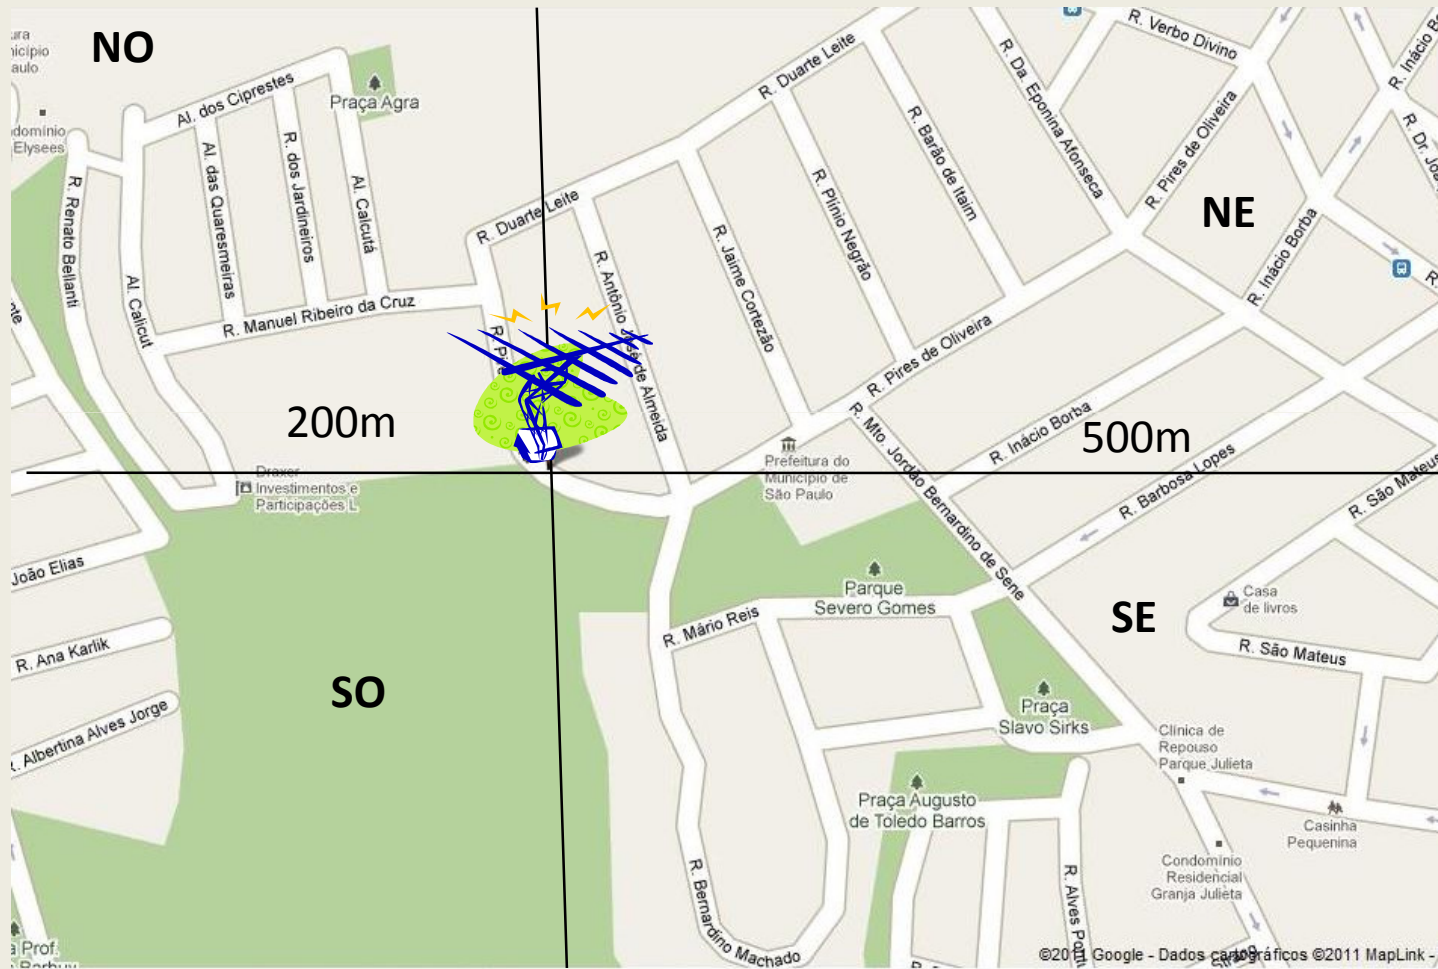 NO
aulo
Elysees
Praça Agra
Al. dos Ciprestes
Al. das Quaresmeiras
R. dos Jardineiros
Al. Calcutá
R. Renato Bellanti
Al. Calicut
R. Manuel Ribeiro da Cruz
R. Duarte Leite
R. Duarte Leite
R. Antônio José de Almeida
R. Jaime Cortezão
R. Plínio Negrão
R. Barão de Itaim
R. Da. Eponina Afonseca
R. Verbo Divino
R. Pires de Oliveira
R. Inácio
R. Dr.
NE
R. Inácio Borba
R. Pires de Oliveira
200m
500m
R. Inácio Borba
R. Barbosa Lopes
R. Mto. Jordão Bernardino de Sene
Prefeitura do
Município de
São Paulo
Draxer
Investimentos e
Participações L
R. São Mateus
João Elias
R. Ana Karlik
Albertina Alves Jorge
SO
R. Mário Reis
Parque
Severo Gomes
SE
Casa
de livros
R. São Mateus
Praça
Slavo Sirks
Clínica de
Repouso
Parque Julieta
Praça Augusto
de Toledo Barros
Casinha
Pequenina
Condomínio
Residencial
Granja Julieta
R. Bernardino Machado
R. Alves
Prof.
©2011 Google - Dados cartográficos ©2011 MapLink -